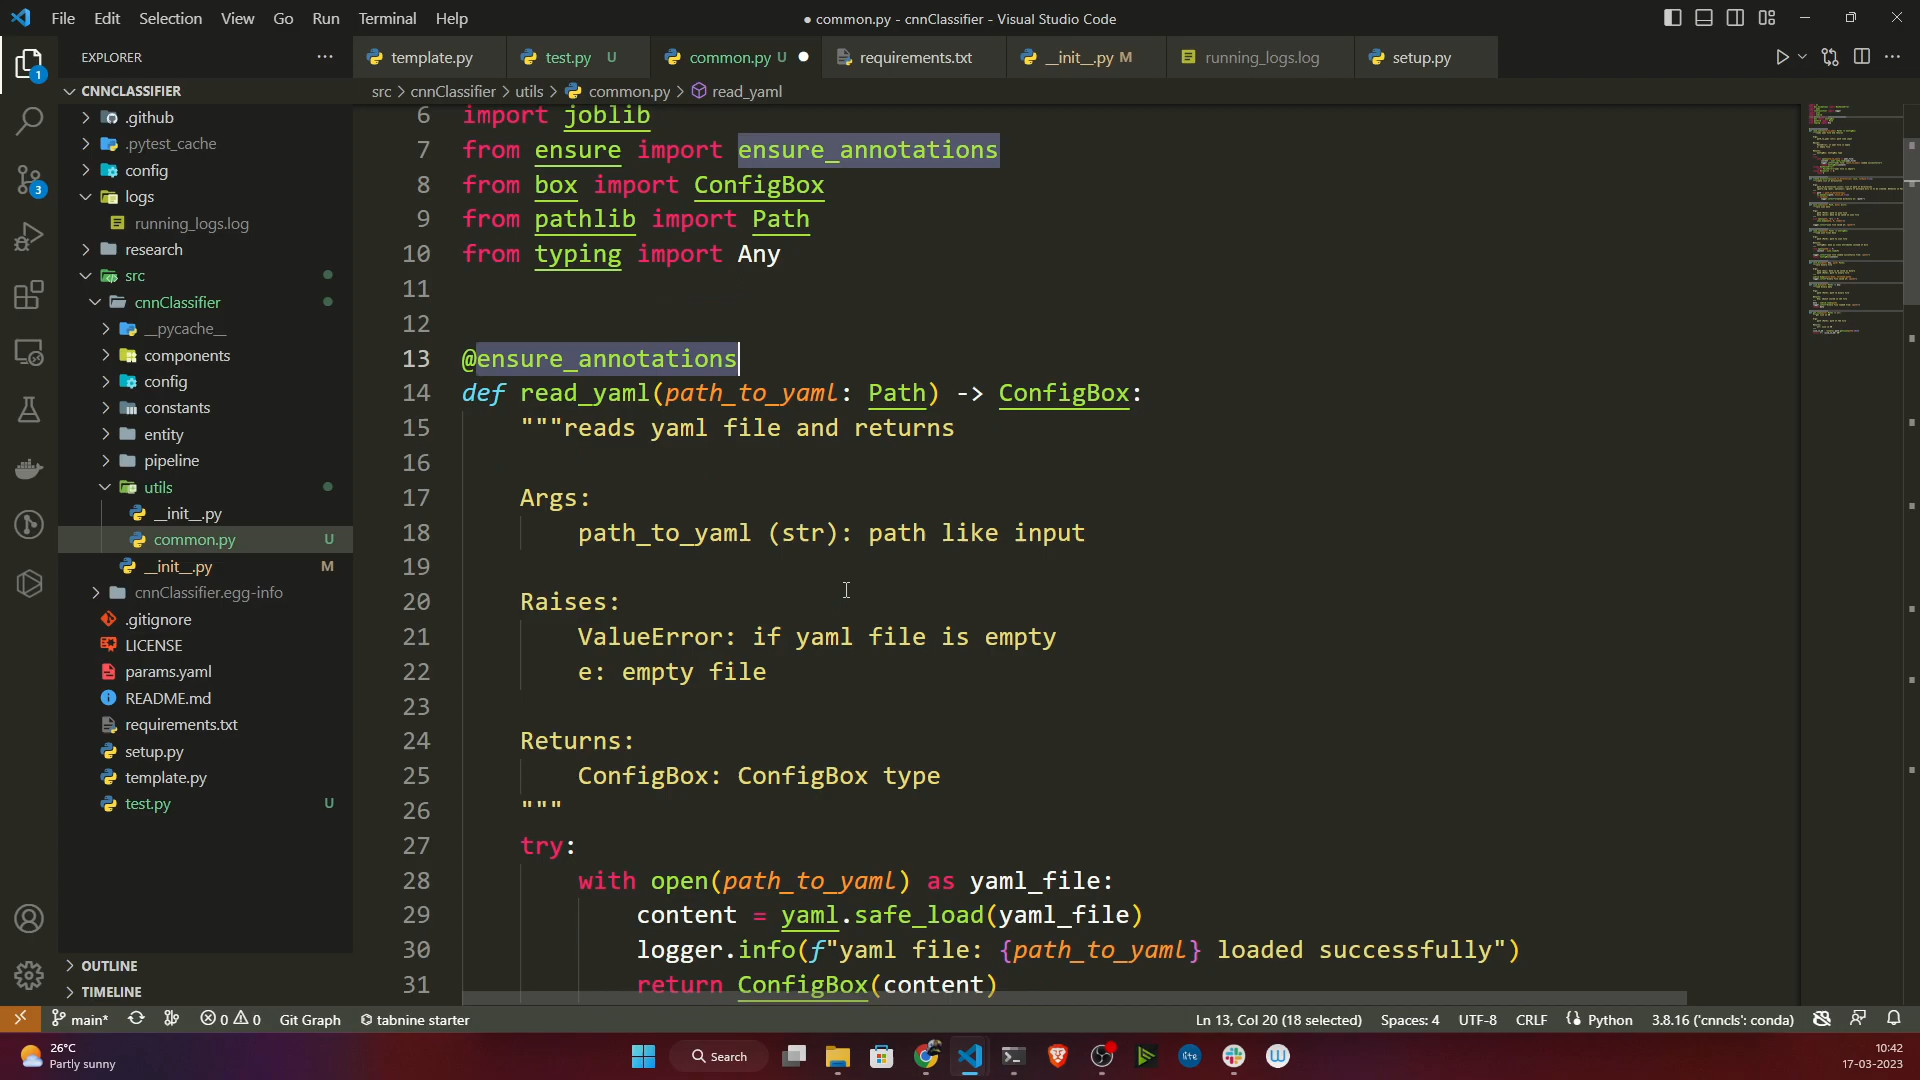 File Edit Selection View Go Run Terminal Help
● common.py - cnnClassifier - Visual Studio Code
EXPLORER
template.py
test.py U
common.py U
requirements.txt
__init__.py M
running_logs.log
setup.py
CNNCLASSIFIER
src > cnnClassifier > utils > common.py > read_yaml
.github
.pytest_cache
config
logs
running_logs.log
research
src
cnnClassifier
__pycache__
components
config
constants
entity
pipeline
utils
__init__.py
common.py U
__init__.py M
cnnClassifier.egg-info
.gitignore
LICENSE
params.yaml
README.md
requirements.txt
setup.py
template.py
test.py U
OUTLINE
TIMELINE
1
3
6 import joblib
7 from ensure import ensure_annotations
8 from box import ConfigBox
9 from pathlib import Path
10 from typing import Any
11
12
13 @ensure_annotations
14 def read_yaml(path_to_yaml: Path) -> ConfigBox:
15 """reads yaml file and returns
16
17 Args:
18 path_to_yaml (str): path like input
19
20 Raises:
21 ValueError: if yaml file is empty
22 e: empty file
23
24 Returns:
25 ConfigBox: ConfigBox type
26 """
27 try:
28 with open(path_to_yaml) as yaml_file:
29 content = yaml.safe_load(yaml_file)
30 logger.info(f"yaml file: {path_to_yaml} loaded successfully")
31 return ConfigBox(content)
main* 0 0 Git Graph tabnine starter
Ln 13, Col 20 (18 selected) Spaces: 4 UTF-8 CRLF Python 3.8.16 ('cnncls': conda)
26°C
Partly sunny
Search
lite
10:42
17-03-2023